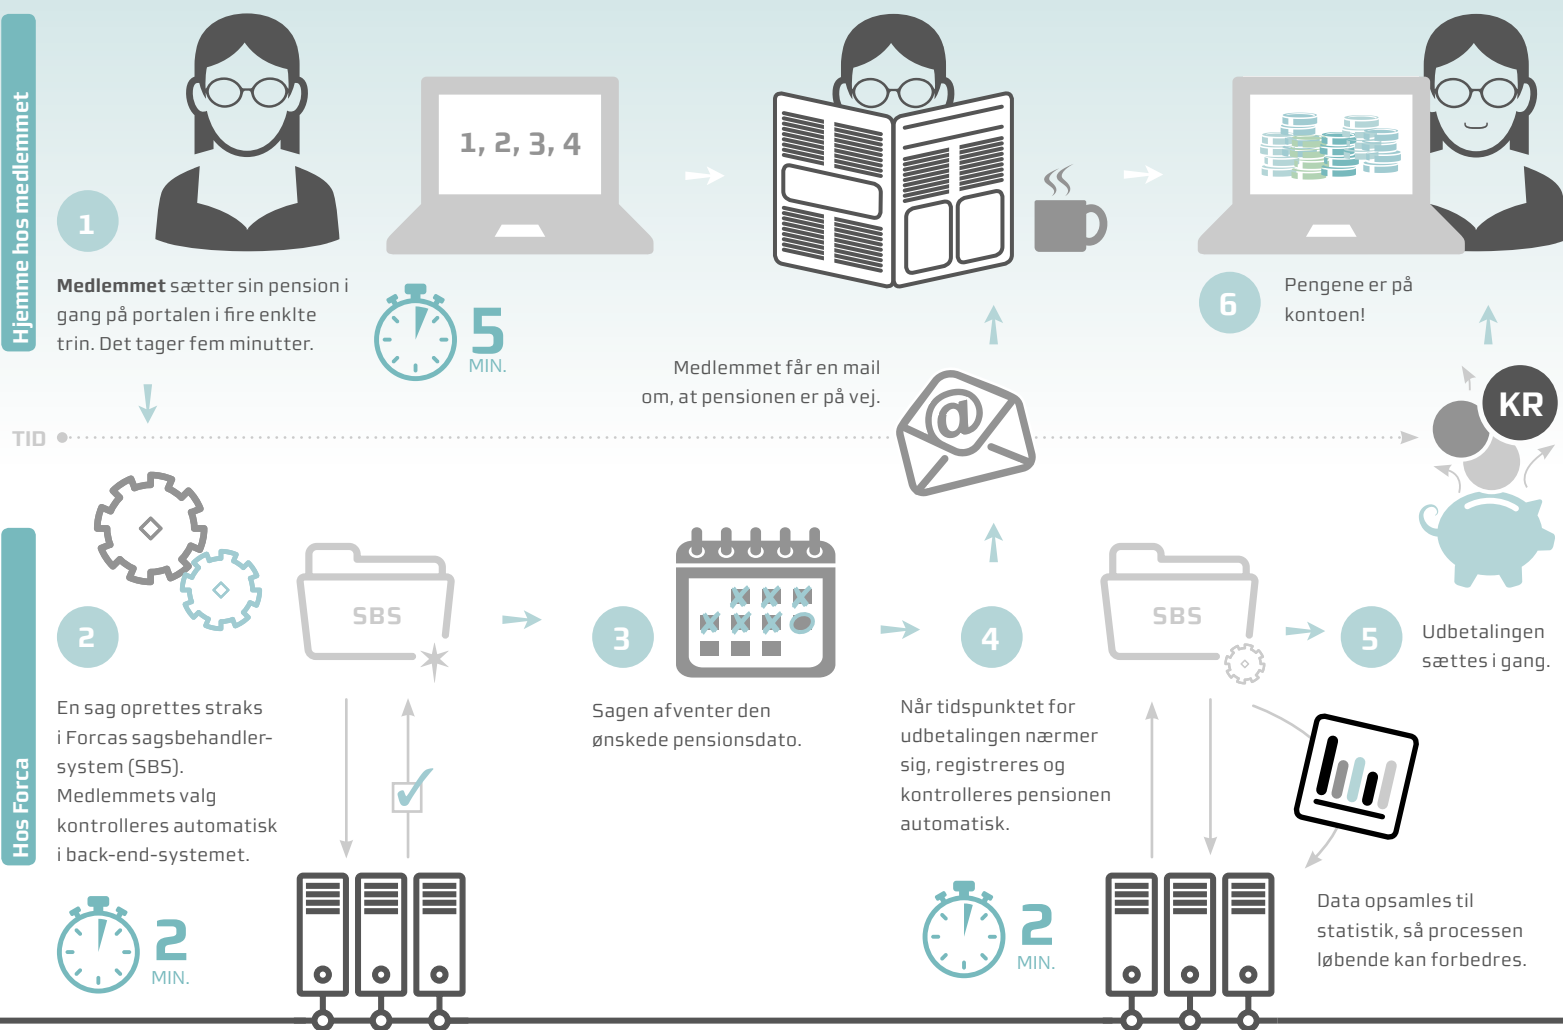 Hjemme hos medlemmet
1
1, 2, 3, 4
Medlemmet sætter sin pension i
gang på portalen i fire enklte
trin. Det tager fem minutter.
5
MIN.
Medlemmet får en mail
om, at pensionen er på vej.
@
6
Pengene er på
kontoen!
KR
TID
Hos Forca
2
SBS
En sag oprettes straks
i Forcas sagsbehandler-
system (SBS).
Medlemmets valg
kontrolleres automatisk
i back-end-systemet.
2
MIN.
3
Sagen afventer den
ønskede pensionsdato.
4
SBS
Når tidspunktet for
udbetalingen nærmer
sig, registreres og
kontrolleres pensionen
automatisk.
2
MIN.
5
Udbetalingen
sættes i gang.
Data opsamles til
statistik, så processen
løbende kan forbedres.